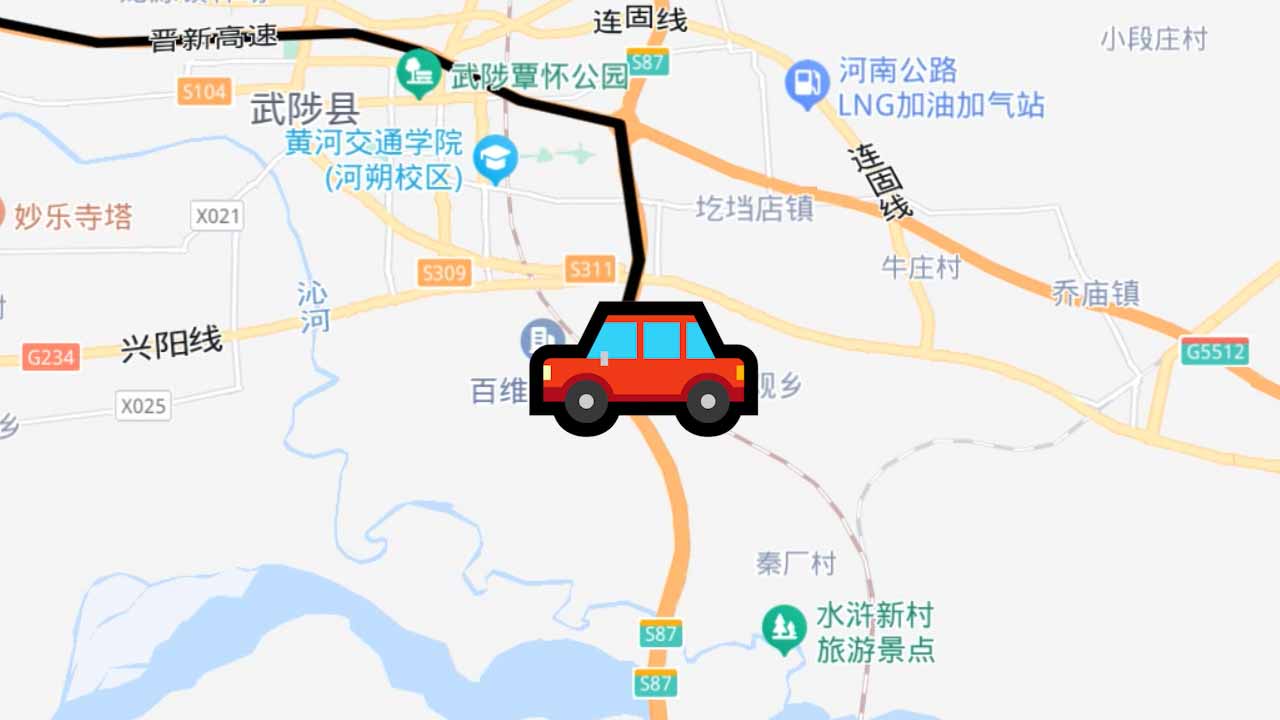 连固线
晋新高速
小段庄村
S87
武陟覃怀公园
河南公路
LNG加油加气站
S104
武陟县
黄河交通学院
(河朔校区)
连固线
妙乐寺塔
X021
圪垱店镇
S309
S311
牛庄村
沁河
乔庙镇
兴阳线
G234
G5512
百维
观乡
X025
乡
秦厂村
水浒新村
旅游景点
S87
S87